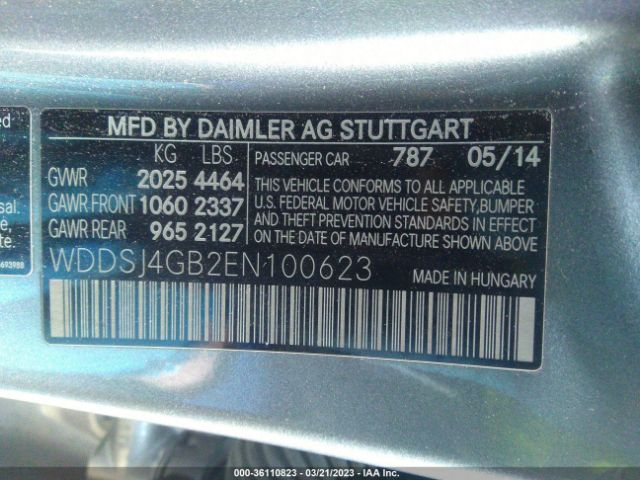 MFD BY DAIMLER AG STUTTGART
KG LBS
GVWR 2025 4464
GAWR FRONT 1060 2337
GAWR REAR 965 2127
PASSENGER CAR 787 05/14
THIS VEHICLE CONFORMS TO ALL APPLICABLE
U.S. FEDERAL MOTOR VEHICLE SAFETY,BUMPER
AND THEFT PREVENTION STANDARDS IN EFFECT
ON THE DATE OF MANUFACTURE SHOWN ABOVE.
WDDSJ4GB2EN100623
MADE IN HUNGARY
000-36110823 - 03/21/2023 - IAA Inc.